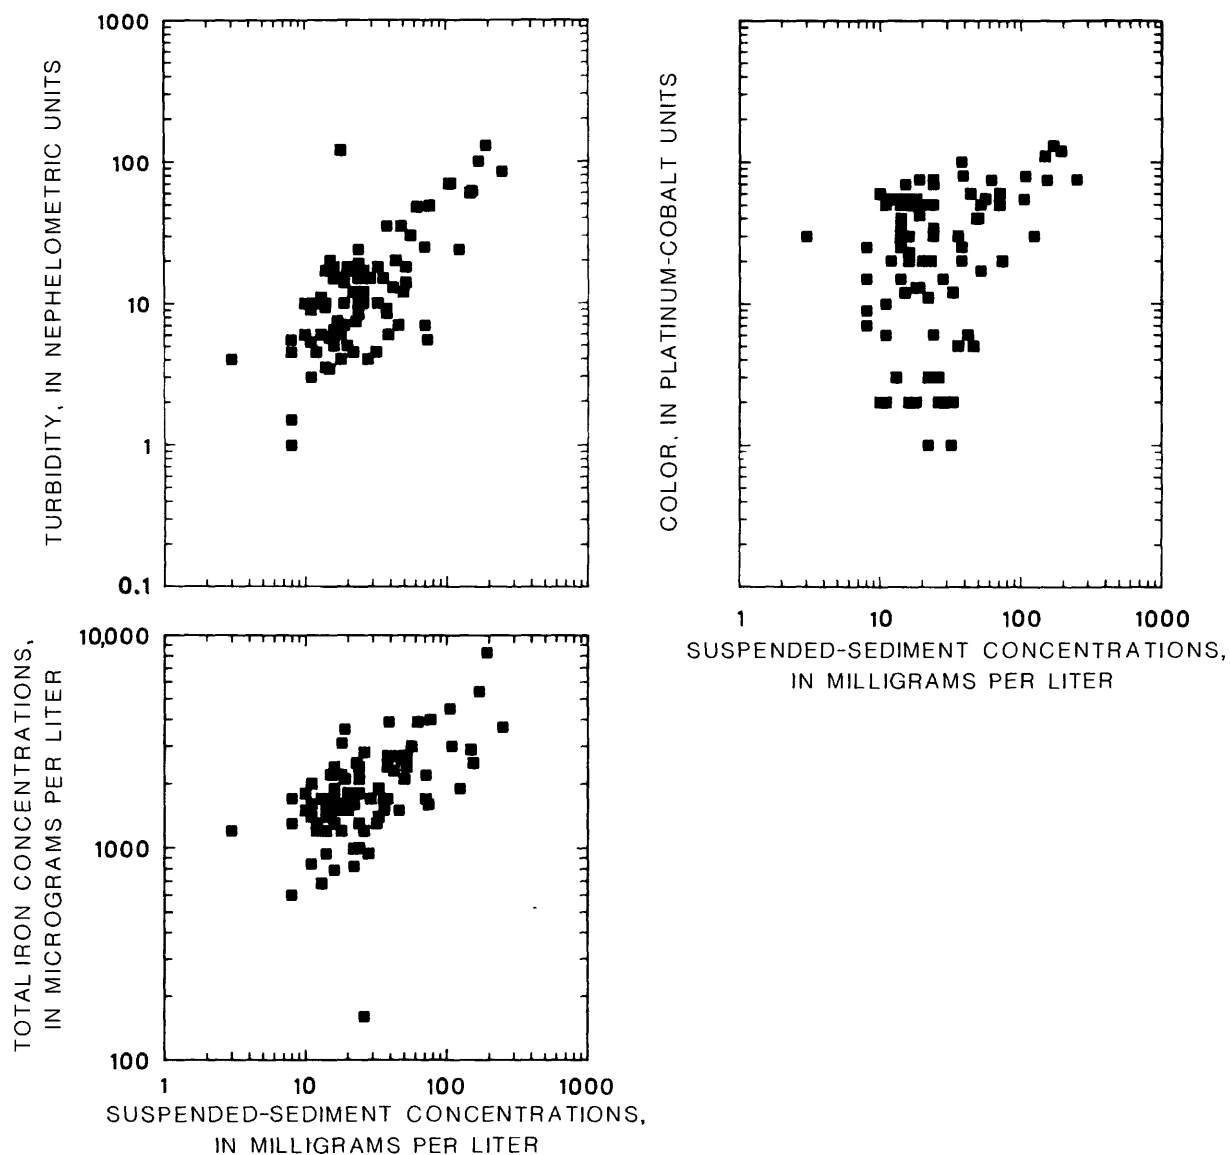 TURBIDITY, IN NEPHELOMETRIC UNITS
1000
100
10
1
0.1
COLOR, IN PLATINUM-COBALT UNITS
1 10 100 1000
SUSPENDED-SEDIMENT CONCENTRATIONS,
IN MILLIGRAMS PER LITER
TOTAL IRON CONCENTRATIONS,
IN MICROGRAMS PER LITER
10,000
1000
100
1 10 100 1000
SUSPENDED-SEDIMENT CONCENTRATIONS,
IN MILLIGRAMS PER LITER